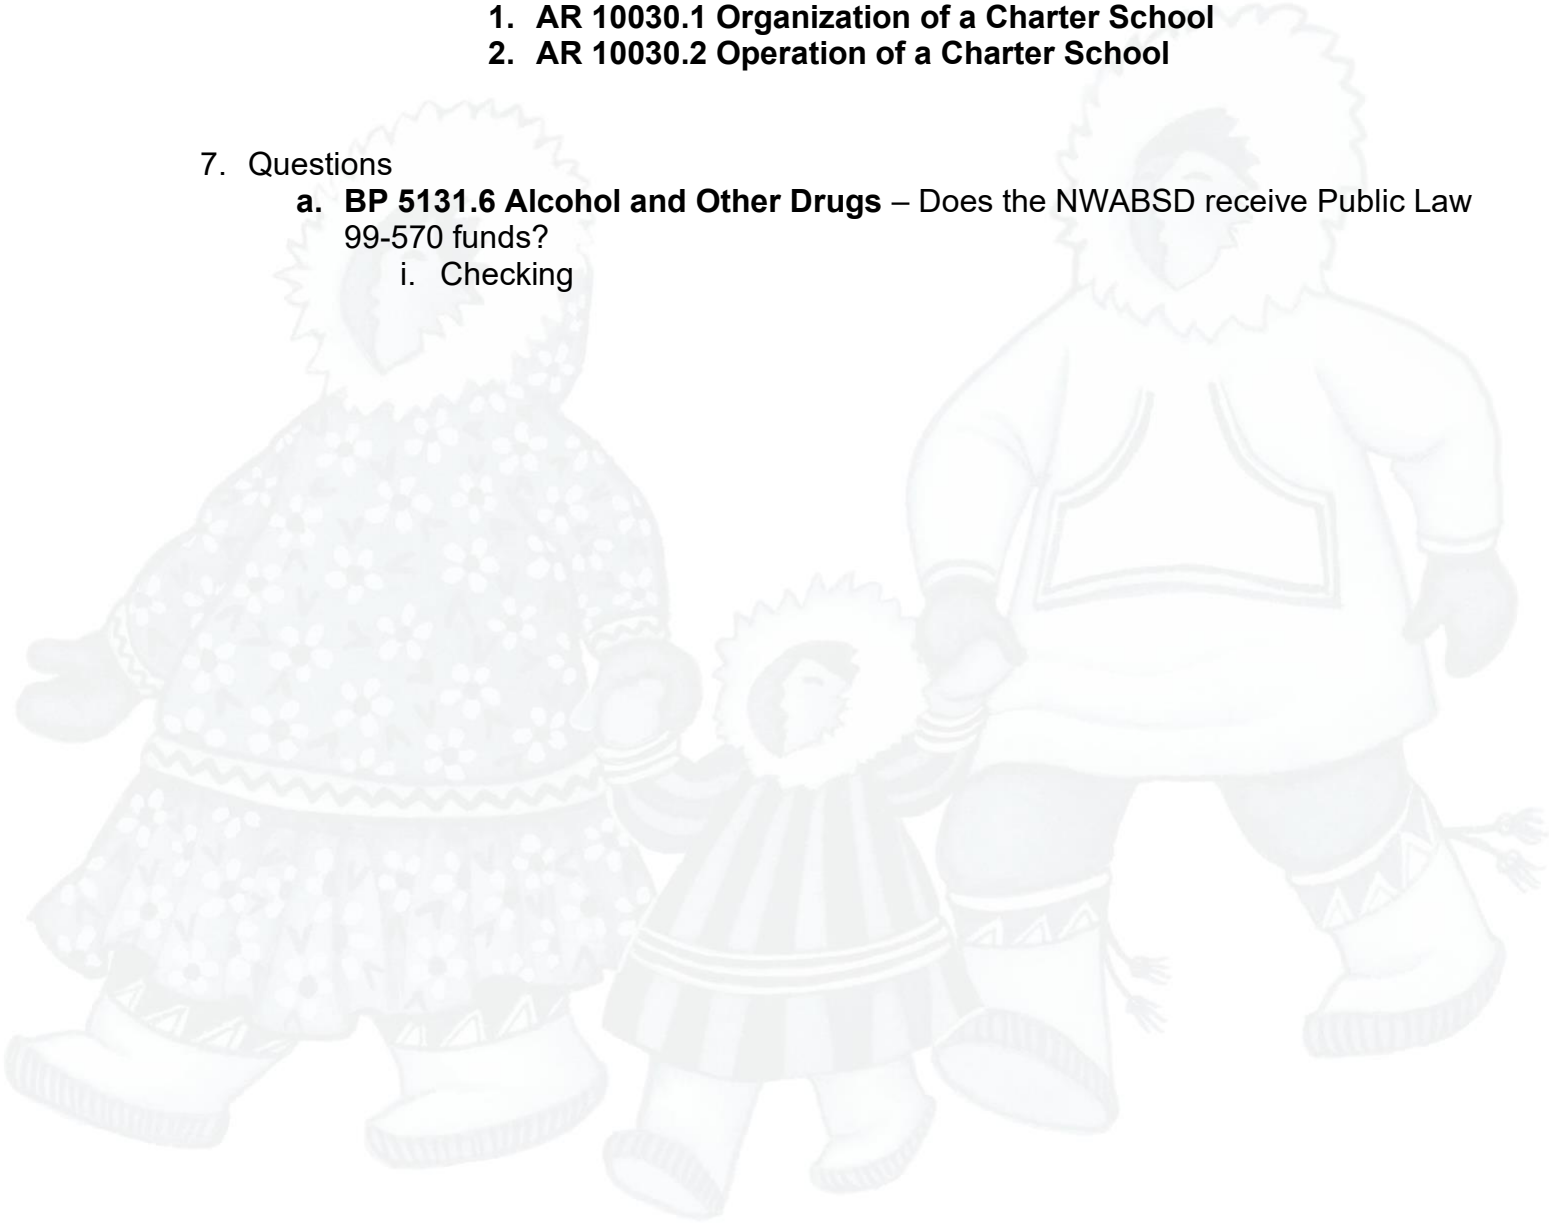 1. AR 10030.1 Organization of a Charter School
2. AR 10030.2 Operation of a Charter School
7. Questions
a. BP 5131.6 Alcohol and Other Drugs – Does the NWABSD receive Public Law
99-570 funds?
i. Checking